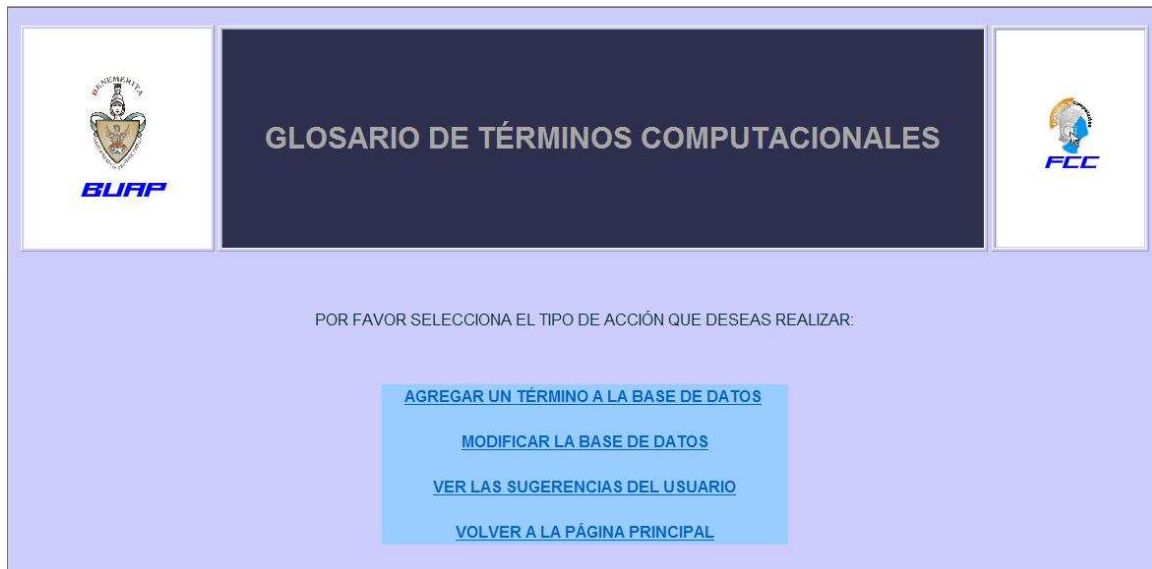 BENEMERITA
BUAP
GLOSARIO DE TÉRMINOS COMPUTACIONALES
FCC
POR FAVOR SELECCIONA EL TIPO DE ACCIÓN QUE DESEAS REALIZAR:
AGREGAR UN TÉRMINO A LA BASE DE DATOS
MODIFICAR LA BASE DE DATOS
VER LAS SUGERENCIAS DEL USUARIO
VOLVER A LA PÁGINA PRINCIPAL